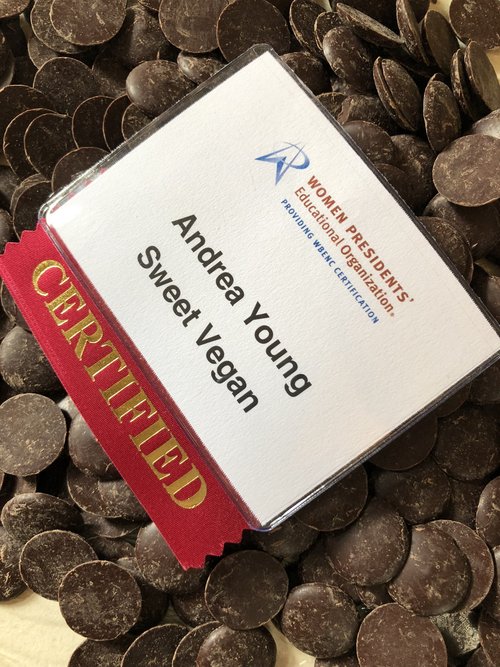 WOMEN PRESIDENTS'
Educational Organization®
PROVIDING WBENC CERTIFICATION
Andrea Young
Sweet Vegan
CERTIFIED